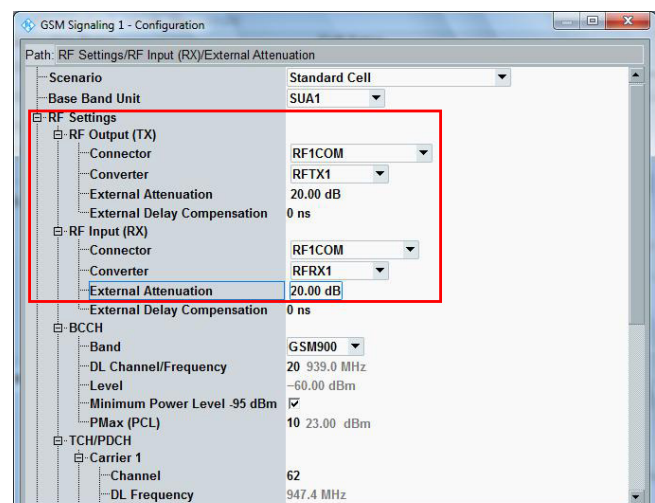 GSM Signaling 1 - Configuration
Path: RF Settings/RF Input (RX)/External Attenuation
Scenario Standard Cell
Base Band Unit SUA1
RF Settings
RF Output (TX)
Connector RF1COM
Converter RFTX1
External Attenuation 20.00 dB
External Delay Compensation 0 ns
RF Input (RX)
Connector RF1COM
Converter RFRX1
External Attenuation 20.00 dB
External Delay Compensation 0 ns
BCCH
Band GSM900
DL Channel/Frequency 20 939.0 MHz
Level −60.00 dBm
Minimum Power Level -95 dBm
PMax (PCL) 10 23.00 dBm
TCH/PDCH
Carrier 1
Channel 62
DL Frequency 947.4 MHz